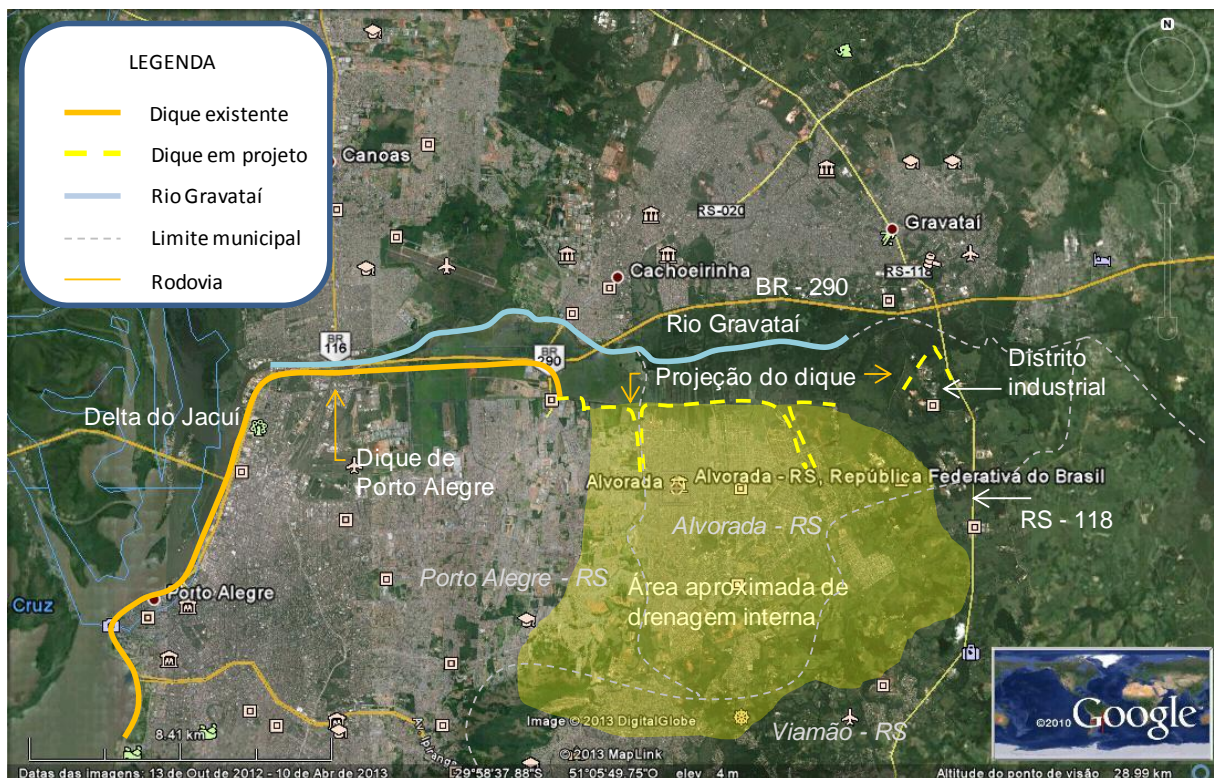 LEGENDA
Dique existente
Dique em projeto
Rio Gravataí
Limite municipal
Rodovia
N
Canoas
RS-020
Gravataí
RS-118
Cachoeirinha
BR - 290
Rio Gravataí
BR
116
BR
290
Projeção do dique
Distrito
industrial
Delta do Jacuí
Dique de
Porto Alegre
Alvorada
Alvorada - RS, República Federativa do Brasil
RS - 118
Alvorada - RS
Porto Alegre - RS
Área aproximada de
drenagem interna
Porto Alegre
Cruz
Av. Ipiranga
Viamão - RS
Image © 2013 DigitalGlobe
© 2013 MapLink
©2010 Google
8.41 km
Datas das imagens: 13 de Out de 2012 - 10 de Abr de 2013
29°58'37.88"S 51°05'49.75"O elev 4 m
Altitude do ponto de visão 28.99 km